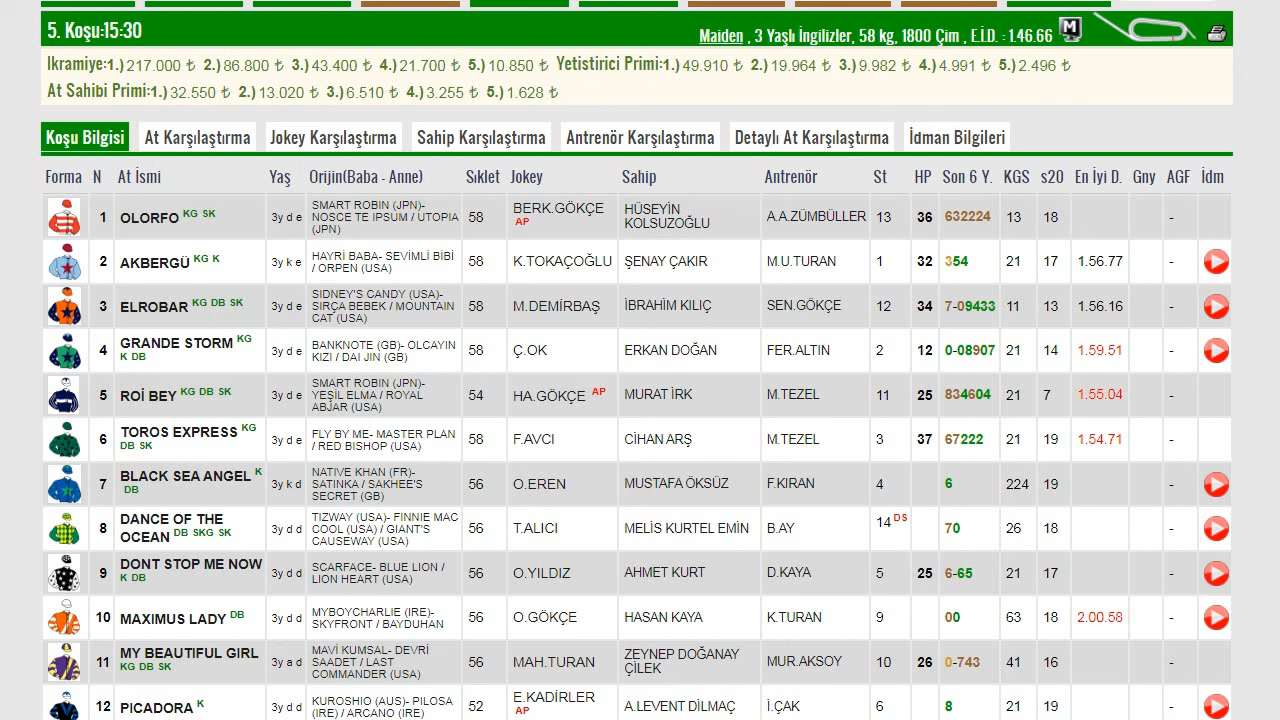 5. Koşu:15:30
Maiden , 3 Yaşlı İngilizler, 58 kg, 1800 Çim , E.İ.D. : 1.46.66 M
Ikramiye:1.) 217.000 ₺ 2.) 86.800 ₺ 3.) 43.400 ₺ 4.) 21.700 ₺ 5.) 10.850 ₺ Yetistirici Primi:1.) 49.910 ₺ 2.) 19.964 ₺ 3.) 9.982 ₺ 4.) 4.991 ₺ 5.) 2.496 ₺
At Sahibi Primi:1.) 32.550 ₺ 2.) 13.020 ₺ 3.) 6.510 ₺ 4.) 3.255 ₺ 5.) 1.628 ₺
Koşu Bilgisi At Karşılaştırma Jokey Karşılaştırma Sahip Karşılaştırma Antrenör Karşılaştırma Detaylı At Karşılaştırma İdman Bilgileri
Forma N At İsmi Yaş Orijin(Baba - Anne) Sıklet Jokey Sahip Antrenör St HP Son 6 Y. KGS s20 En İyi D. Gny AGF İdm
1 OLORFO KG SK 3y d e SMART ROBIN (JPN)- NOSCE TE IPSUM / UTOPIA (JPN) 58 BERK.GÖKÇE AP HÜSEYİN KOLSUZOĞLU A.A.ZÜMBÜLLER 13 36 632224 13 18 -
2 AKBERGÜ KG K 3y k e HAYRİ BABA- SEVİMLİ BİBİ / ORPEN (USA) 58 K.TOKAÇOĞLU ŞENAY ÇAKIR M.U.TURAN 1 32 354 21 17 1.56.77 -
3 ELROBAR KG DB SK 3y d e SIDNEY'S CANDY (USA)- SIRÇA BEBEK / MOUNTAIN CAT (USA) 58 M.DEMİRBAŞ İBRAHİM KILIÇ ŞEN.GÖKÇE 12 34 7-09433 11 13 1.56.16 -
4 GRANDE STORM KG K DB 3y d e BANKNOTE (GB)- OLCAYIN KIZI / DAI JIN (GB) 58 Ç.OK ERKAN DOĞAN FER.ALTIN 2 12 0-08907 21 14 1.59.51 -
5 ROİ BEY KG DB SK 3y d e SMART ROBIN (JPN)- YEŞİL ELMA / ROYAL ABJAR (USA) 54 HA.GÖKÇE AP MURAT İRK M.TEZEL 11 25 834604 21 7 1.55.04 -
6 TOROS EXPRESS KG DB SK 3y d e FLY BY ME- MASTER PLAN / RED BISHOP (USA) 58 F.AVCI CİHAN ARŞ M.TEZEL 3 37 67222 21 19 1.54.71 -
7 BLACK SEA ANGEL K DB 3y k d NATIVE KHAN (FR)- SATINKA / SAKHEE'S SECRET (GB) 56 O.EREN MUSTAFA ÖKSÜZ F.KIRAN 4 6 224 19 -
8 DANCE OF THE OCEAN DB SKG SK 3y d d TIZWAY (USA)- FINNIE MAC COOL (USA) / GIANT'S CAUSEWAY (USA) 56 T.ALICI MELİS KURTEL EMİN B.AY 14 DS 70 26 18 -
9 DONT STOP ME NOW K DB 3y d d SCARFACE- BLUE LION / LION HEART (USA) 56 O.YILDIZ AHMET KURT D.KAYA 5 25 6-65 21 17 -
10 MAXIMUS LADY DB 3y d d MYBOYCHARLIE (IRE)- SKYFRONT / BAYDUHAN 56 C.GÖKÇE HASAN KAYA K.TURAN 9 00 63 18 2.00.58 -
11 MY BEAUTIFUL GIRL KG DB SK 3y a d MAVİ KUMSAL- DEVRİ SAADET / LAST COMMANDER (USA) 56 MAH.TURAN ZEYNEP DOĞANAY ÇİLEK MUR.AKSOY 10 26 0-743 41 16 -
12 PICADORA K 3y d d KUROSHIO (AUS)- PILOSA (IRE) / ARCANO (IRE) 52 E.KADİRLER AP A.LEVENT DİLMAÇ İ.ÇAK 6 8 21 19 -